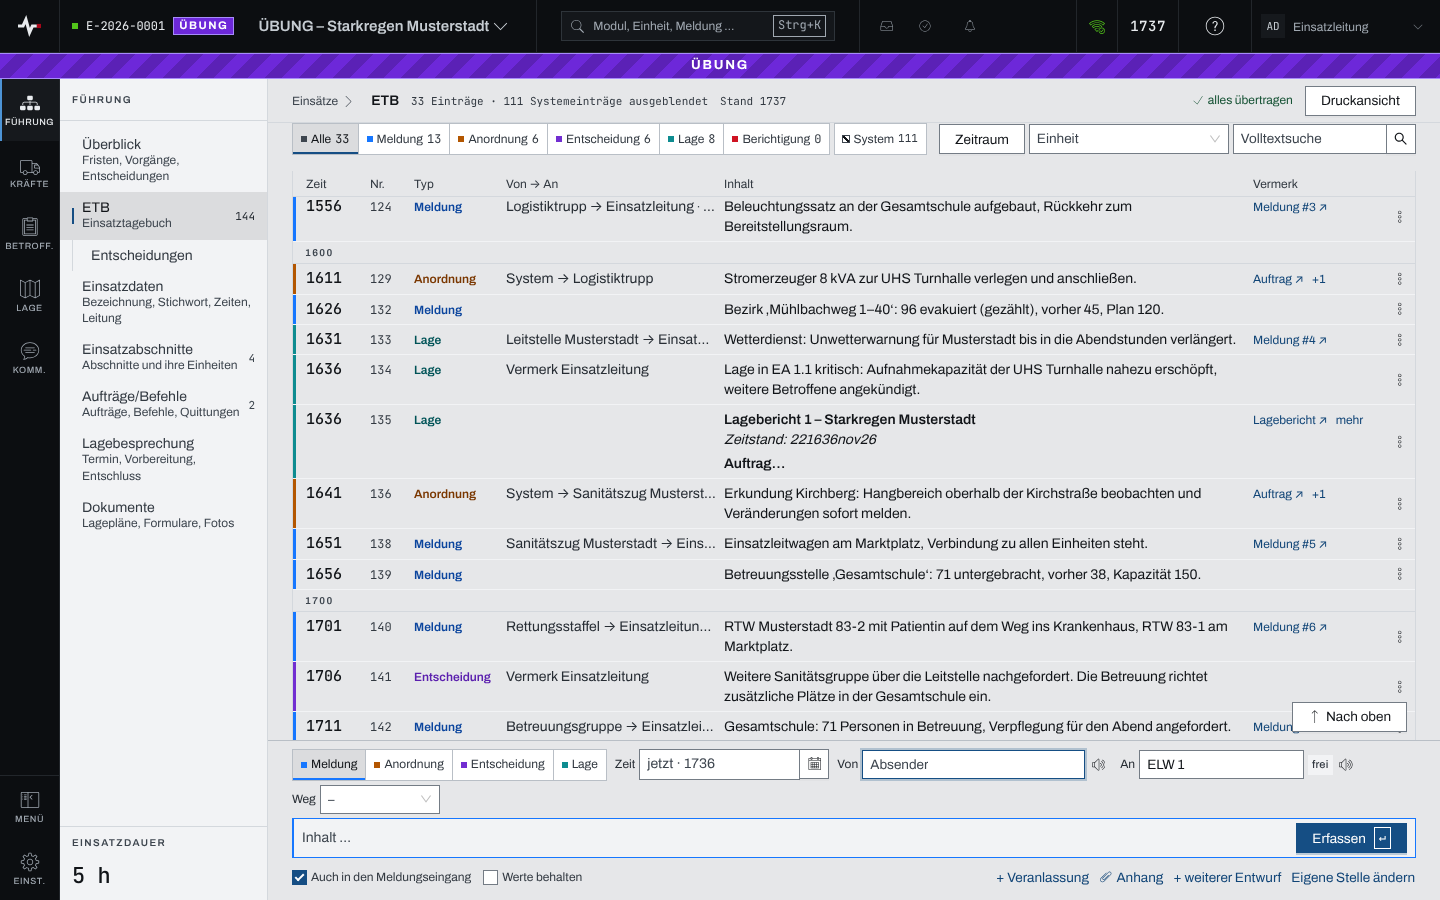 E-2026-0001 ÜBUNG ÜBUNG – Starkregen Musterstadt Modul, Einheit, Meldung ... Strg+K 1737 AD Einsatzleitung
ÜBUNG
FÜHRUNG
KRÄFTE
BETROFF.
LAGE
KOMM.
MENÜ
EINST.
FÜHRUNG
Überblick
Fristen, Vorgänge,
Entscheidungen
ETB
Einsatztagebuch 144
Entscheidungen
Einsatzdaten
Bezeichnung, Stichwort, Zeiten,
Leitung
Einsatzabschnitte
Abschnitte und ihre Einheiten 4
Aufträge/Befehle
Aufträge, Befehle, Quittungen 2
Lagebesprechung
Termin, Vorbereitung,
Entschluss
Dokumente
Lagepläne, Formulare, Fotos
EINSATZDAUER
5 h
Einsätze ETB 33 Einträge · 111 Systemeinträge ausgeblendet Stand 1737 alles übertragen Druckansicht
Alle 33 Meldung 13 Anordnung 6 Entscheidung 6 Lage 8 Berichtigung 0 System 111 Zeitraum Einheit Volltextsuche
Zeit Nr. Typ Von → An Inhalt Vermerk
1556 124 Meldung Logistiktrupp → Einsatzleitung · ... Beleuchtungssatz an der Gesamtschule aufgebaut, Rückkehr zum Meldung #3 ↗
Bereitstellungsraum.
1600
1611 129 Anordnung System → Logistiktrupp Stromerzeuger 8 kVA zur UHS Turnhalle verlegen und anschließen. Auftrag ↗ +1
1626 132 Meldung Bezirk ‚Mühlbachweg 1–40‘: 96 evakuiert (gezählt), vorher 45, Plan 120.
1631 133 Lage Leitstelle Musterstadt → Einsat... Wetterdienst: Unwetterwarnung für Musterstadt bis in die Abendstunden verlängert. Meldung #4 ↗
1636 134 Lage Vermerk Einsatzleitung Lage in EA 1.1 kritisch: Aufnahmekapazität der UHS Turnhalle nahezu erschöpft,
weitere Betroffene angekündigt.
1636 135 Lage Lagebericht 1 – Starkregen Musterstadt Lagebericht ↗ mehr
Zeitstand: 221636nov26
Auftrag...
1641 136 Anordnung System → Sanitätszug Musterst... Erkundung Kirchberg: Hangbereich oberhalb der Kirchstraße beobachten und Auftrag ↗ +1
Veränderungen sofort melden.
1651 138 Meldung Sanitätszug Musterstadt → Eins... Einsatzleitwagen am Marktplatz, Verbindung zu allen Einheiten steht. Meldung #5 ↗
1656 139 Meldung Betreuungsstelle ‚Gesamtschule‘: 71 untergebracht, vorher 38, Kapazität 150.
1700
1701 140 Meldung Rettungsstaffel → Einsatzleitun... RTW Musterstadt 83-2 mit Patientin auf dem Weg ins Krankenhaus, RTW 83-1 am Meldung #6 ↗
Marktplatz.
1706 141 Entscheidung Vermerk Einsatzleitung Weitere Sanitätsgruppe über die Leitstelle nachgefordert. Die Betreuung richtet
zusätzliche Plätze in der Gesamtschule ein.
1711 142 Meldung Betreuungsgruppe → Einsatzlei... Gesamtschule: 71 Personen in Betreuung, Verpflegung für den Abend angefordert.
↑ Nach oben
Meldung Anordnung Entscheidung Lage Zeit jetzt · 1736 Von Absender An ELW 1 frei
Weg –
Inhalt ... Erfassen ↵
Auch in den Meldungseingang Werte behalten + Veranlassung Anhang + weiterer Entwurf Eigene Stelle ändern